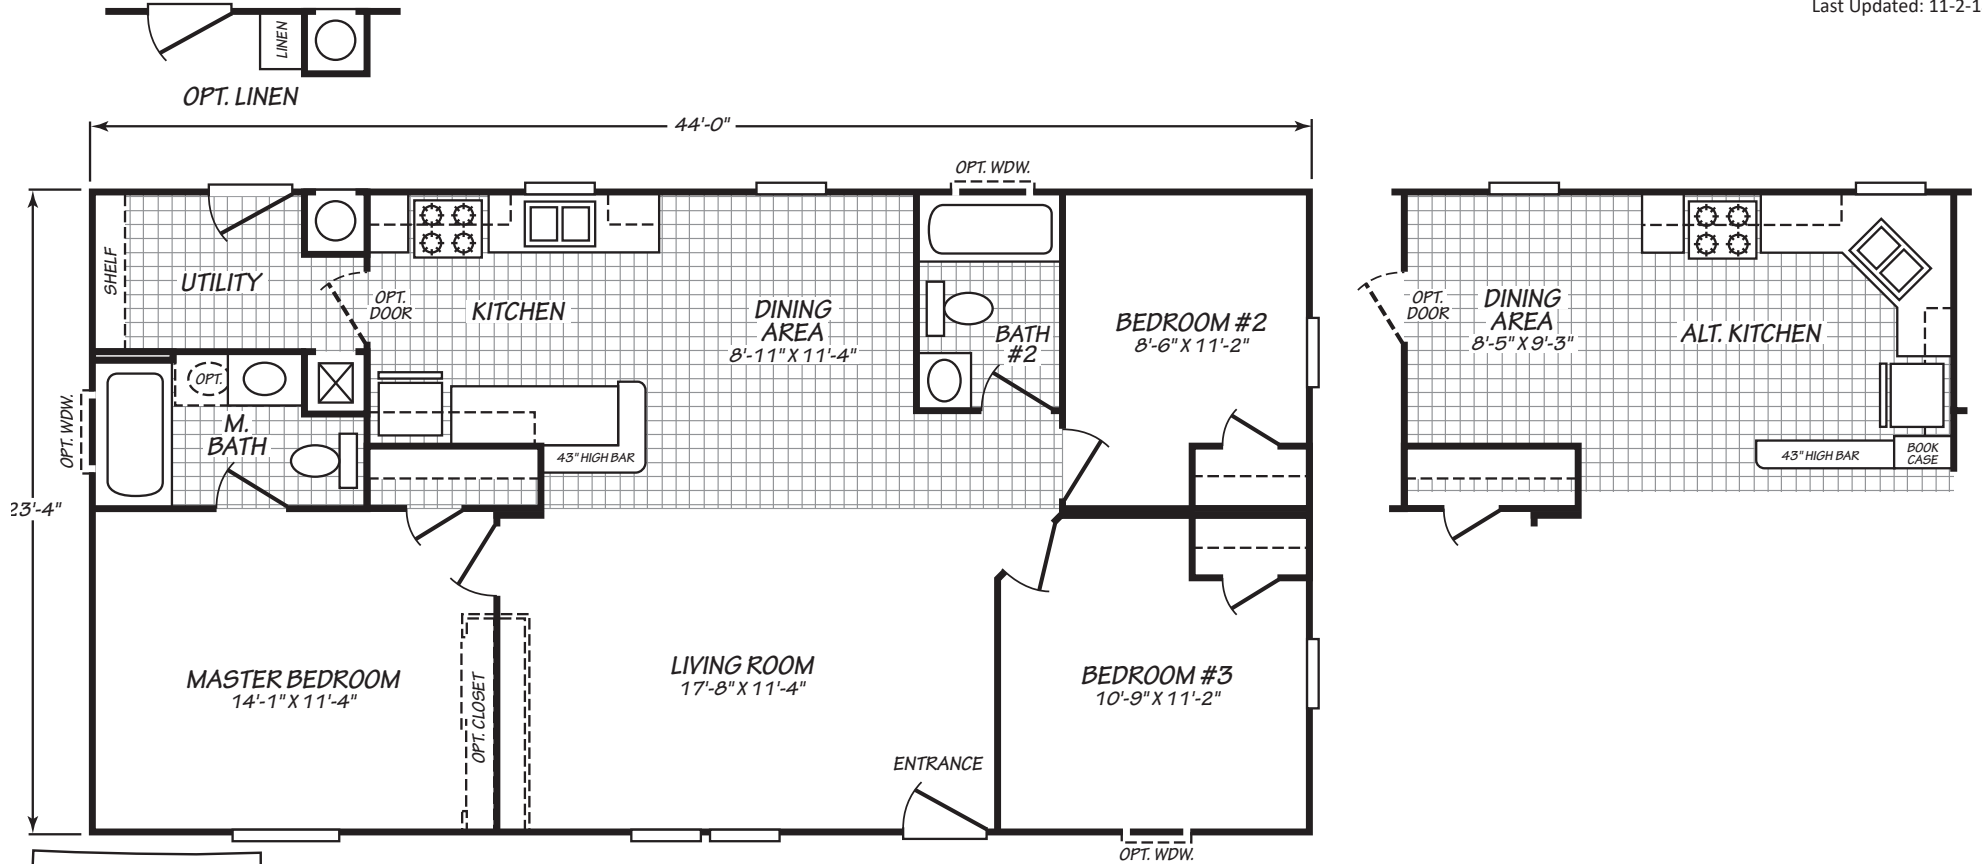 Last Updated: 11-2-1
LINEN
OPT. LINEN
44'-0"
OPT. WDW.
SHELF
UTILITY
OPT.
DOOR
KITCHEN
DINING
AREA
8'-11" X 11'-4"
BATH
#2
BEDROOM #2
8'-6" X 11'-2"
OPT.
DOOR
DINING
AREA
8'-5" X 9'-3"
ALT. KITCHEN
OPT. WDW.
OPT.
M.
BATH
43" HIGH BAR
43" HIGH BAR
BOOK
CASE
23'-4"
MASTER BEDROOM
14'-1" X 11'-4"
OPT. CLOSET
LIVING ROOM
17'-8" X 11'-4"
BEDROOM #3
10'-9" X 11'-2"
ENTRANCE
OPT. WDW.